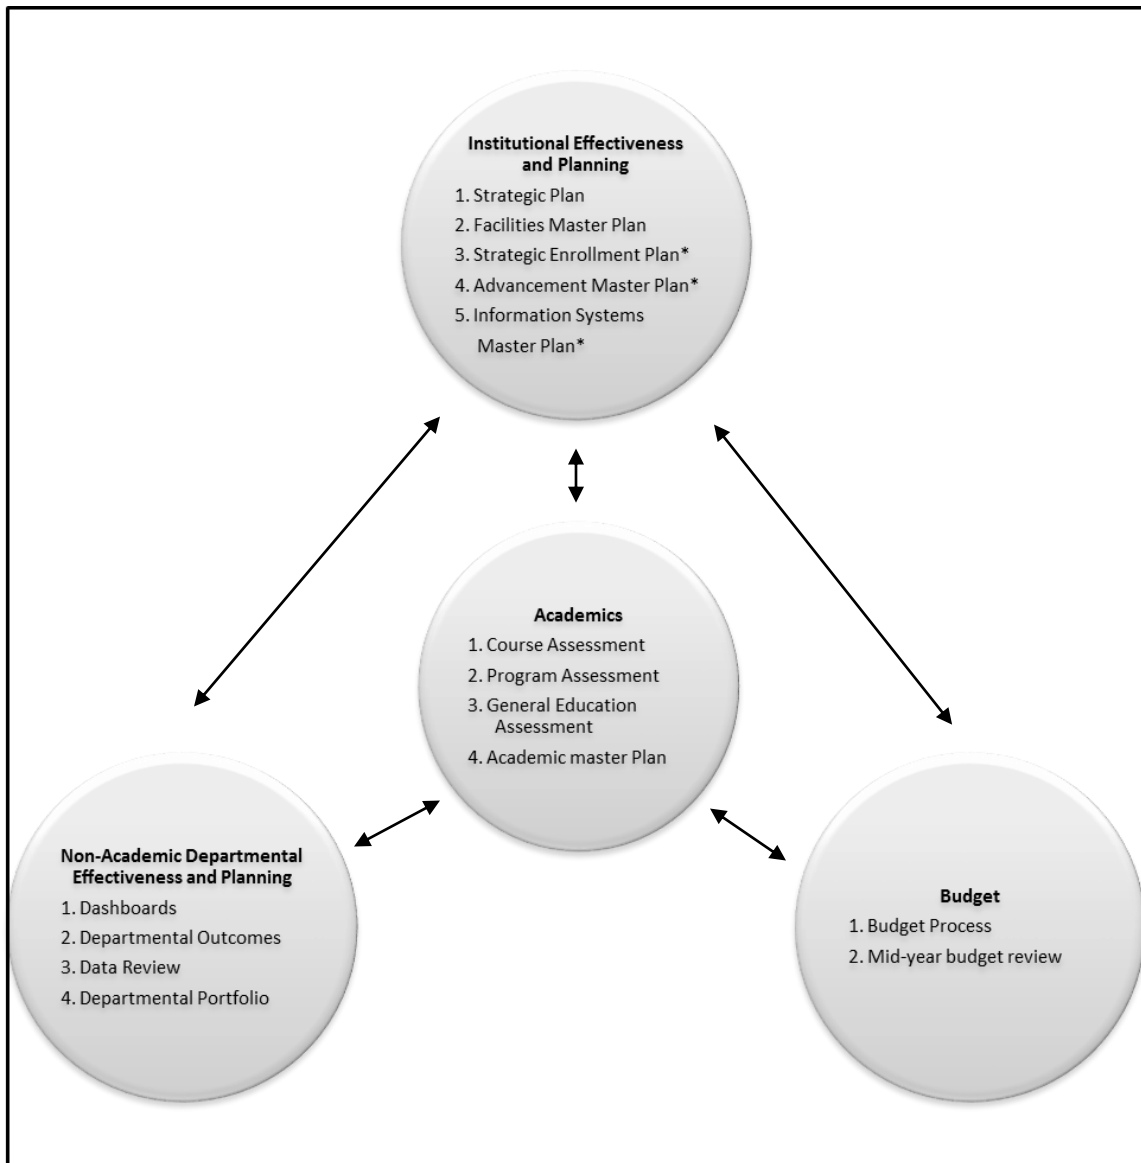 Institutional Effectiveness
and Planning
1. Strategic Plan
2. Facilities Master Plan
3. Strategic Enrollment Plan*
4. Advancement Master Plan*
5. Information Systems
Master Plan*
Academics
1. Course Assessment
2. Program Assessment
3. General Education
Assessment
4. Academic master Plan
Non-Academic Departmental
Effectiveness and Planning
1. Dashboards
2. Departmental Outcomes
3. Data Review
4. Departmental Portfolio
Budget
1. Budget Process
2. Mid-year budget review